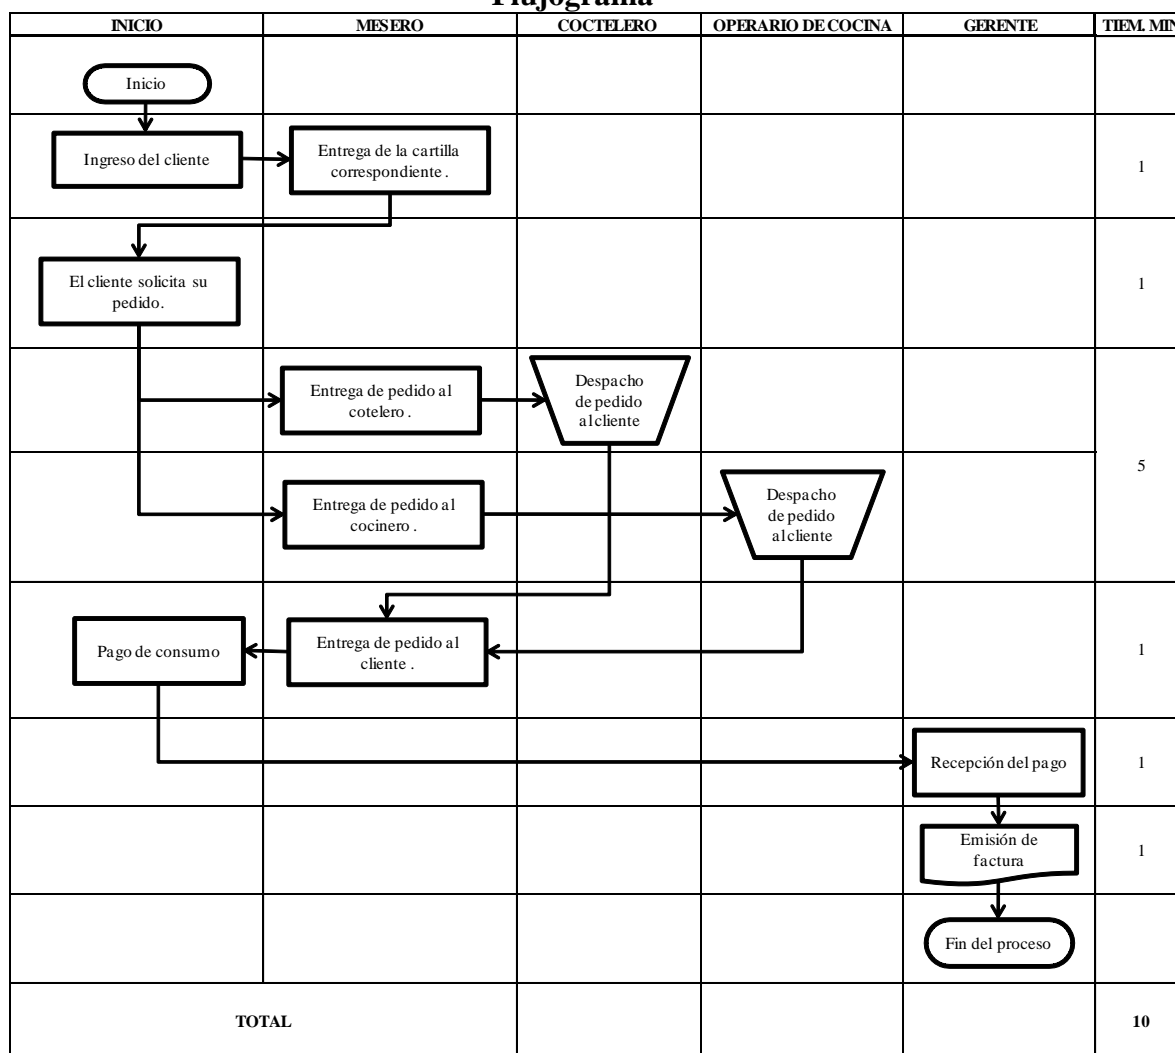 Flujograma
INICIO MESERO COCTELERO OPERARIO DE COCINA GERENTE TIEM. MIN
Inicio
Ingreso del cliente
Entrega de la cartilla
correspondiente .
1
El cliente solicita su
pedido.
1
Entrega de pedido al
cotelero .
Despacho
de pedido
al cliente
5
Entrega de pedido al
cocinero .
Despacho
de pedido
al cliente
Pago de consumo
Entrega de pedido al
cliente .
1
Recepción del pago
1
Emisión de
factura
1
Fin del proceso
TOTAL 10